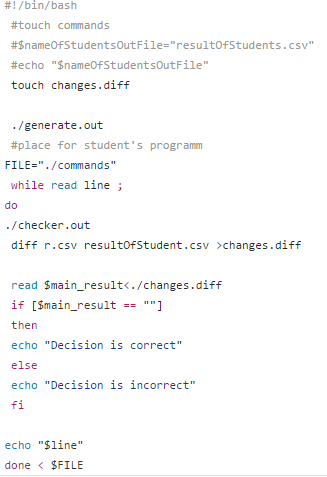 #!/bin/bash
#touch commands
#$nameOfStudentsOutFile="resultOfStudents.csv"
#echo "$nameOfStudentsOutFile"
touch changes.diff
./generate.out
#place for student's programm
FILE="./commands"
while read line ;
do
./checker.out
diff r.csv resultOfStudent.csv >changes.diff
read $main_result<./changes.diff
if [$main_result == ""]
then
echo "Decision is correct"
else
echo "Decision is incorrect"
fi
echo "$line"
done < $FILE